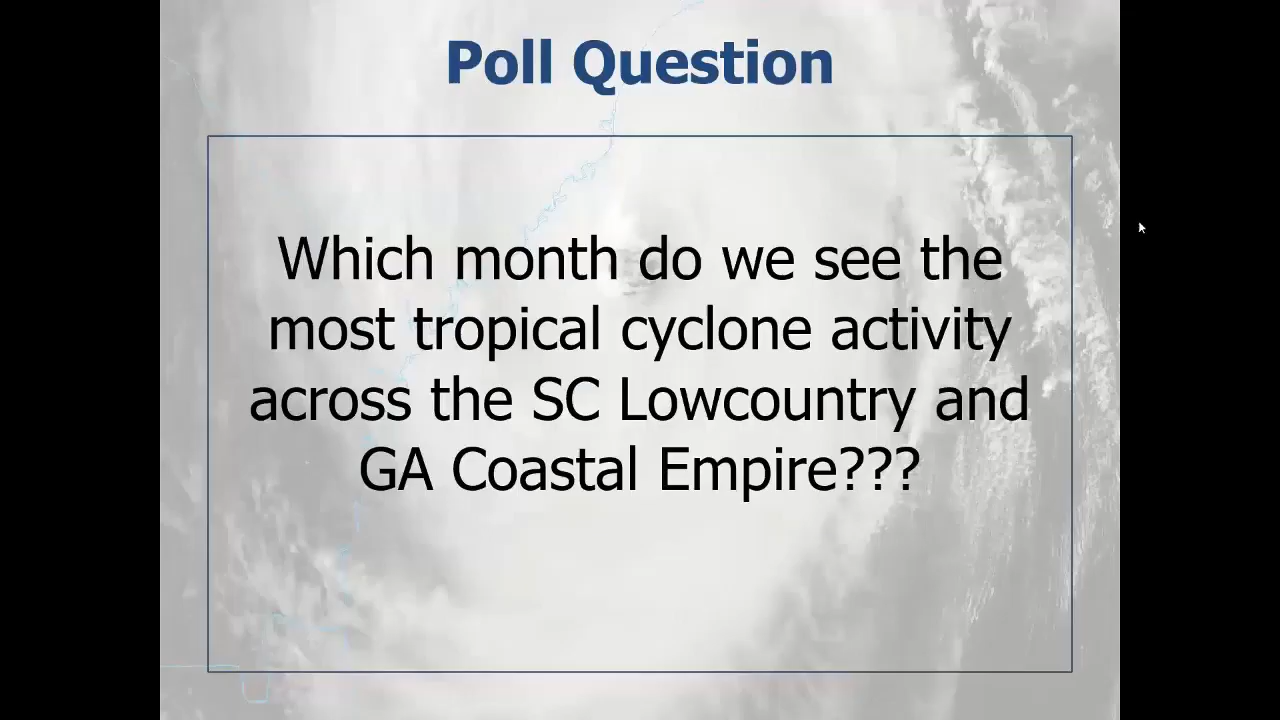 Poll Question
Which month do we see the
most tropical cyclone activity
across the SC Lowcountry and
GA Coastal Empire???